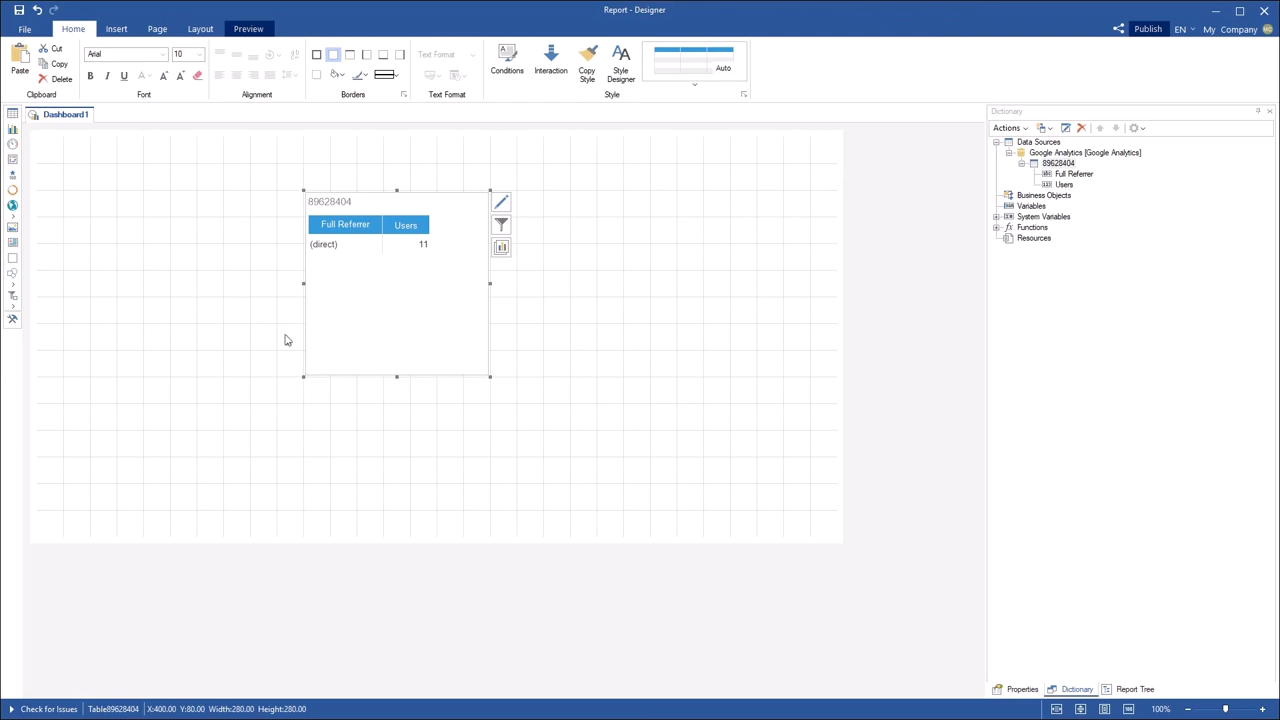 Report - Designer
File Home Insert Page Layout Preview
Publish EN My Company MC
Paste
Cut
Copy
Delete
Clipboard
Arial 10
B I U A A A
Font
Alignment
Borders
Text Format
Text Format
Conditions
Interaction
Copy Style
Style Designer
Auto
Style
Dashboard1
89628404
Full Referrer Users
(direct) 11
Dictionary
Actions
Data Sources
Google Analytics [Google Analytics]
89628404
Full Referrer
Users
Business Objects
Variables
System Variables
Functions
Resources
Properties Dictionary Report Tree
Check for Issues Table89628404 X:400.00 Y:80.00 Width:280.00 Height:280.00 100%